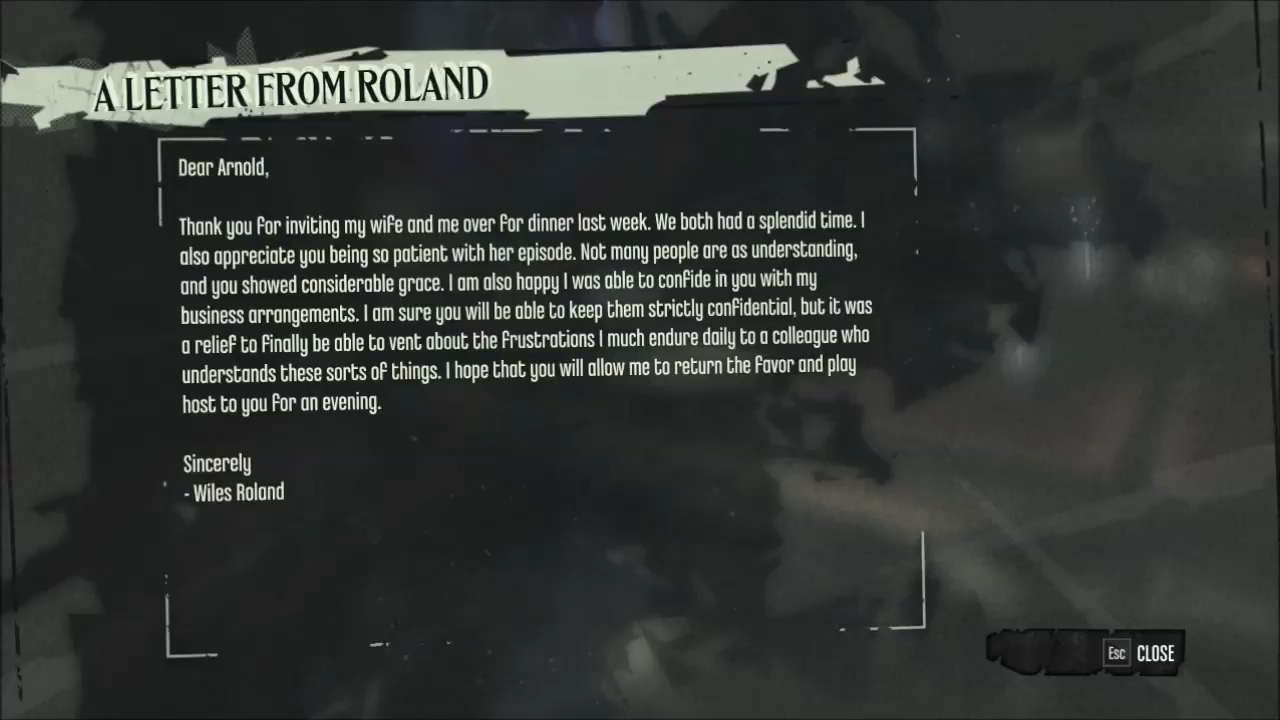 A LETTER FROM ROLAND
Dear Arnold,
Thank you for inviting my wife and me over for dinner last week. We both had a splendid time. I
also appreciate you being so patient with her episode. Not many people are as understanding,
and you showed considerable grace. I am also happy I was able to confide in you with my
business arrangements. I am sure you will be able to keep them strictly confidential, but it was
a relief to finally be able to vent about the frustrations I much endure daily to a colleague who
understands these sorts of things. I hope that you will allow me to return the favor and play
host to you for an evening.
Sincerely
- Wiles Roland
Esc CLOSE